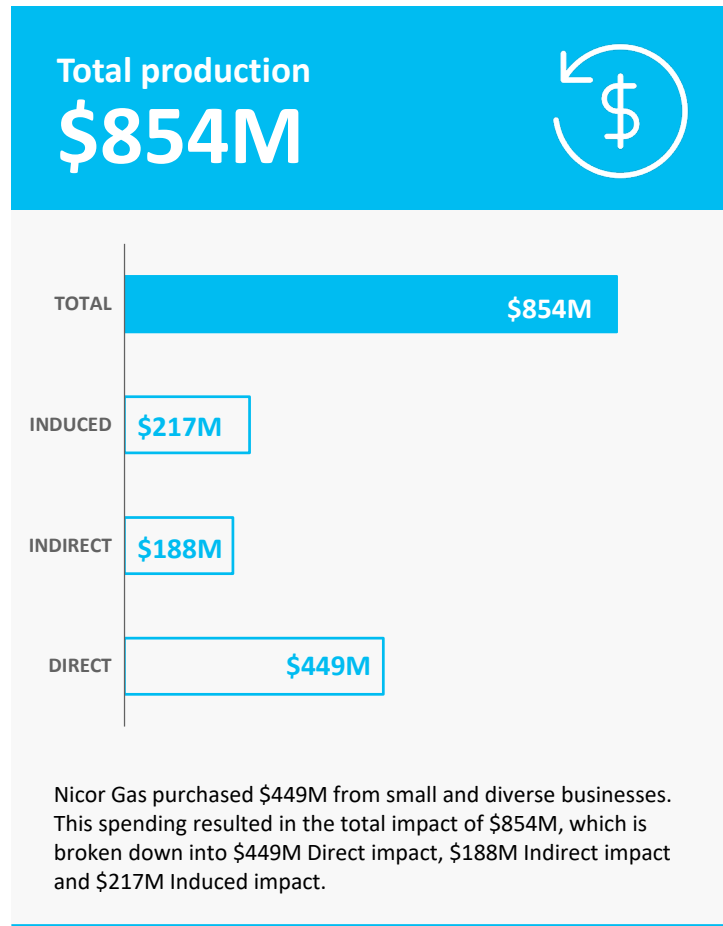 Total production
$854M
$
TOTAL
$854M
INDUCED
$217M
INDIRECT
$188M
DIRECT
$449M
Nicor Gas purchased $449M from small and diverse businesses.
This spending resulted in the total impact of $854M, which is
broken down into $449M Direct impact, $188M Indirect impact
and $217M Induced impact.